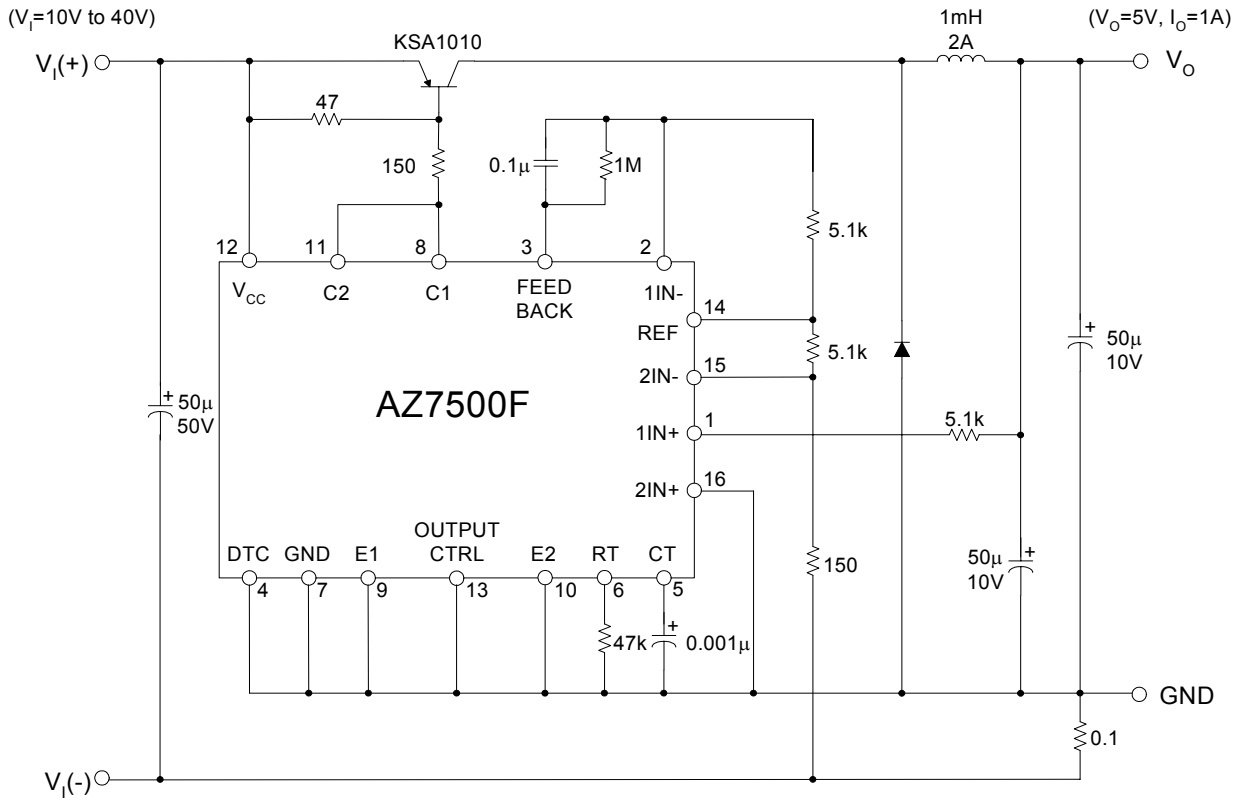 (V_I=10V to 40V)
1mH
2A
(V_O=5V, I_O=1A)
V_I(+)
KSA1010
V_O
47
150
0.1μ
1M
5.1k
12
11
8
3
2
V_CC
C2
C1
FEED
BACK
1IN-
14
REF
5.1k
15
2IN-
50μ
10V
50μ
50V
AZ7500F
1
1IN+
5.1k
16
2IN+
DTC
GND
E1
OUTPUT
CTRL
E2
RT
CT
4
7
9
13
10
6
5
150
50μ
10V
47k
0.001μ
GND
0.1
V_I(-)